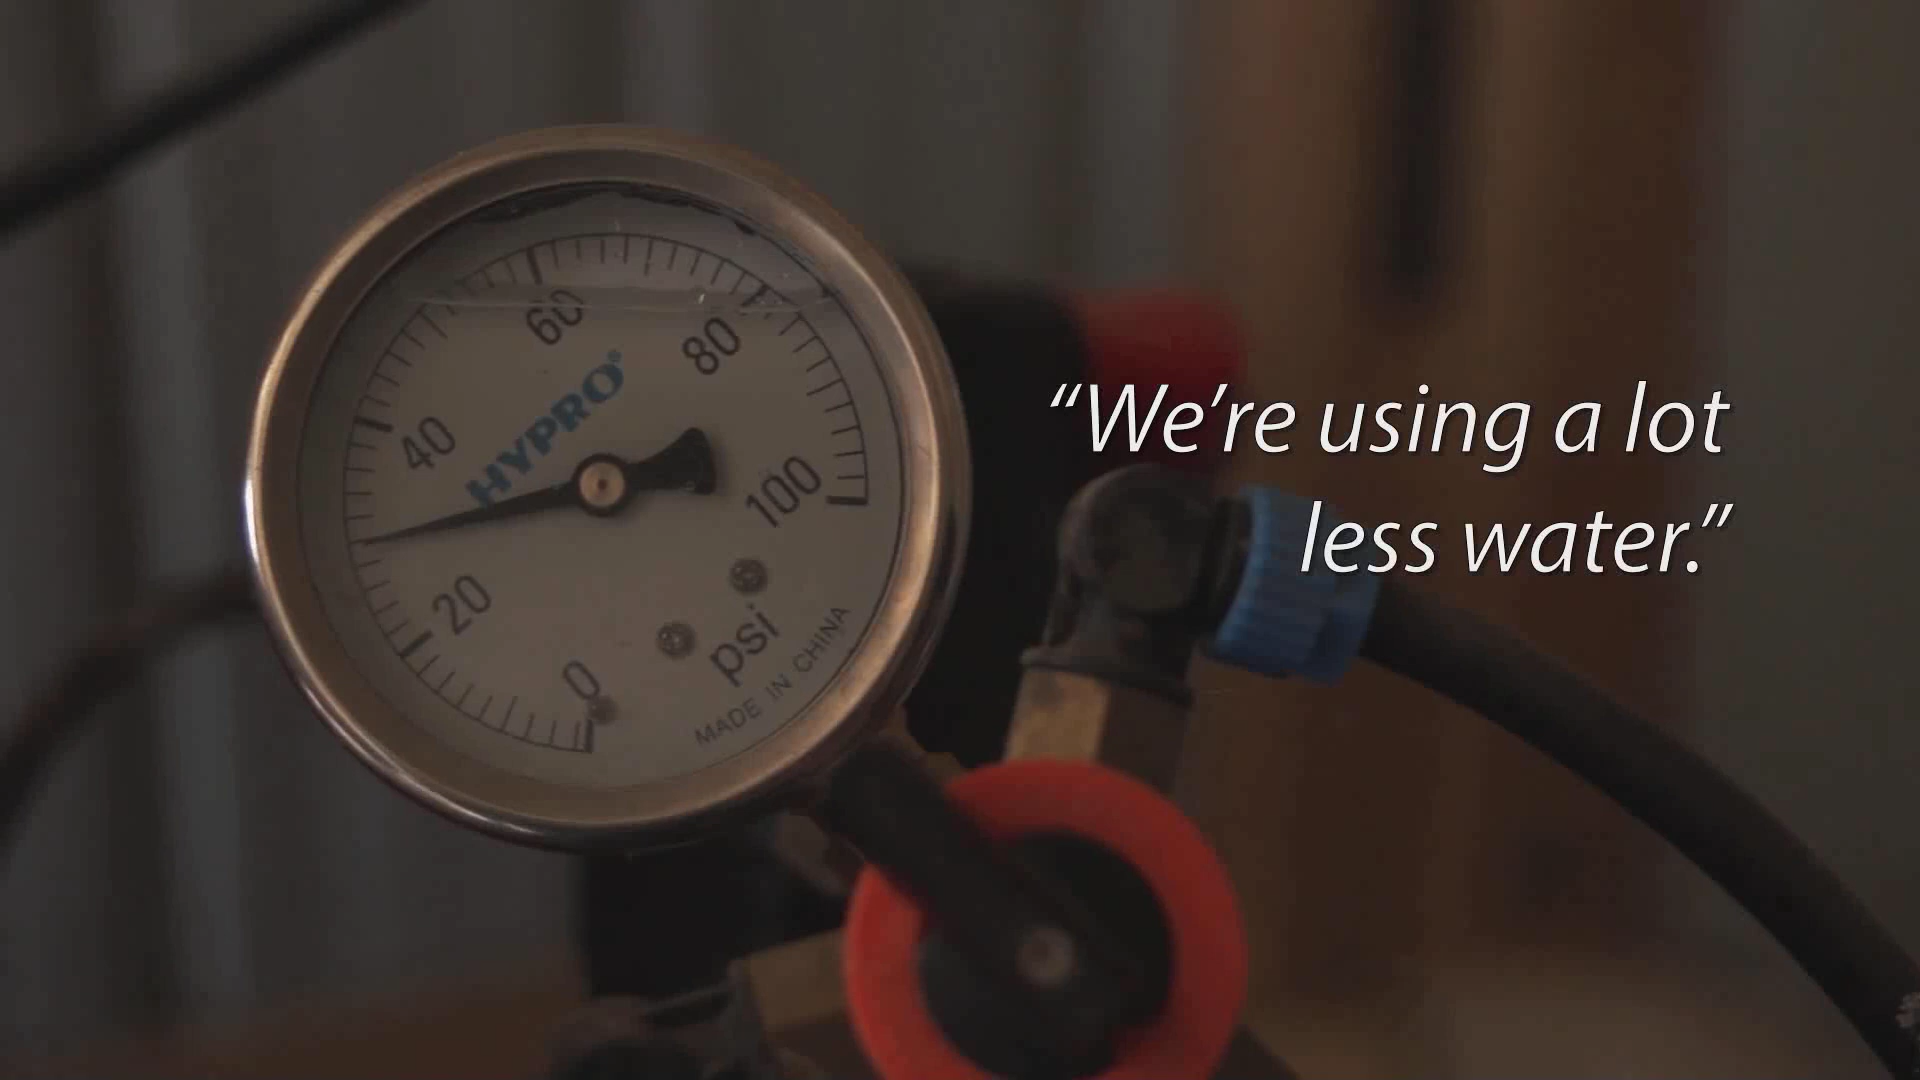 60
80
HYPRO®
40
100
20
0
psi
MADE IN CHINA
“We’re using a lot
less water.”